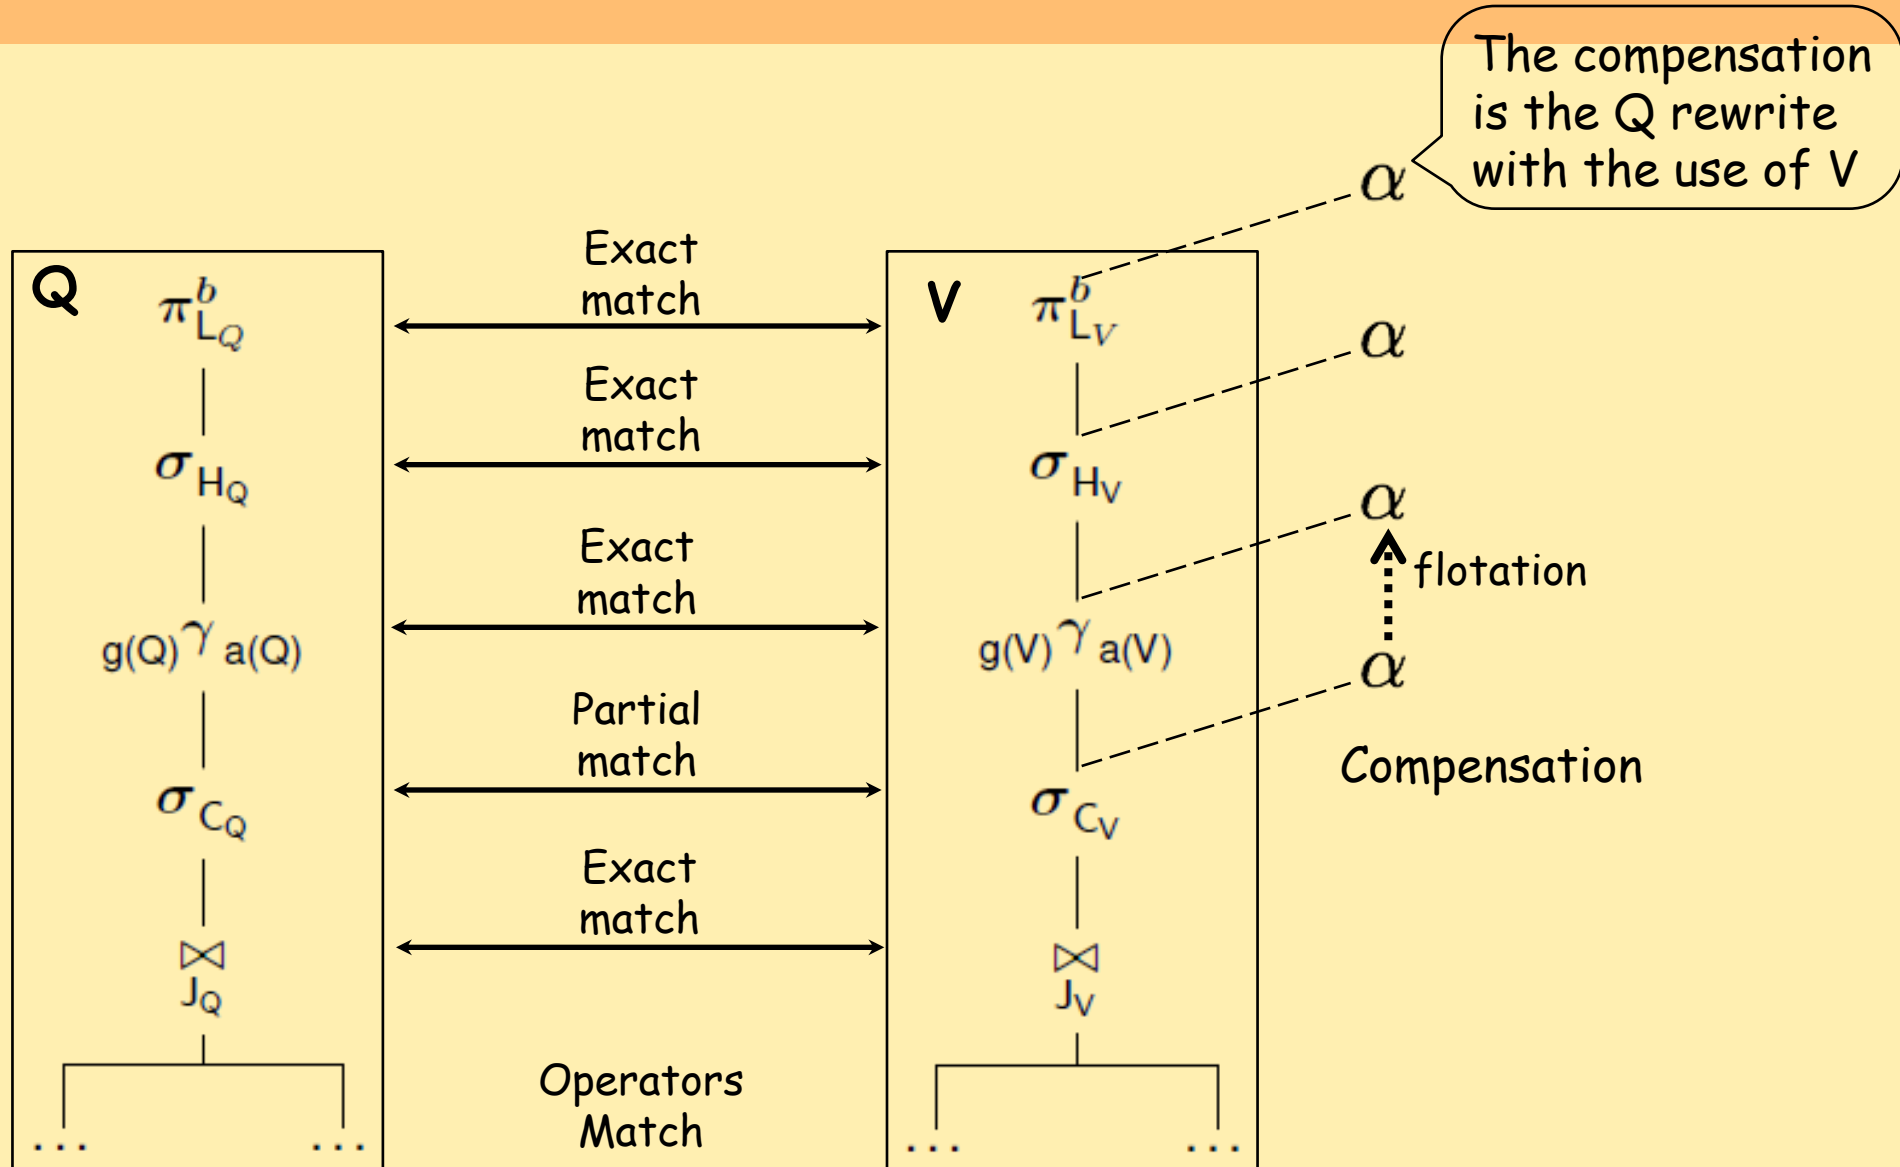 The compensation
is the Q rewrite
with the use of V
α
Q
π^b_{L_Q}
Exact
match
V
π^b_{L_V}
α
σ_{H_Q}
Exact
match
σ_{H_V}
α
flotation
g(Q) γ a(Q)
Exact
match
g(V) γ a(V)
α
σ_{C_Q}
Partial
match
σ_{C_V}
Compensation
⋈
J_Q
Exact
match
⋈
J_V
Operators
Match
... ...
... ...